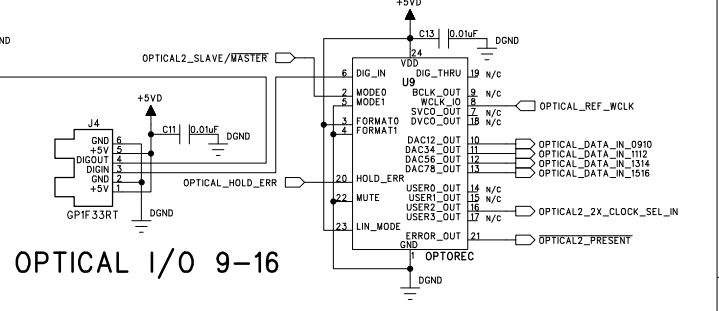 +5VD
C13 0.01uF DGND
ND
OPTICAL2_SLAVE/MASTER
24
VDD
6 DIG_IN DIG_THRU 19 N/C
U9
2 MODE0 BCLK_OUT 9 N/C
5 MODE1 WCLK_IO 8 OPTICAL_REF_WCLK
SVCO_OUT 7 N/C
3 FORMAT0 DVCO_OUT 18 N/C
4 FORMAT1
DAC12_OUT 10 OPTICAL_DATA_IN_0910
DAC34_OUT 11 OPTICAL_DATA_IN_1112
DAC56_OUT 12 OPTICAL_DATA_IN_1314
DAC78_OUT 13 OPTICAL_DATA_IN_1516
OPTICAL_HOLD_ERR 20 HOLD_ERR
USER0_OUT 14 N/C
22 MUTE USER1_OUT 15 N/C
USER2_OUT 16 OPTICAL2_2X_CLOCK_SEL_IN
USER3_OUT 17 N/C
23 LIN_MODE
ERROR_OUT 21 OPTICAL2_PRESENT
GND
1 OPTOREC
DGND
+5VD
C11 0.01uF DGND
J4
GND 6
+5V 5
DIGOUT 4
DIGIN 3
GND 2
+5V 1
GP1F33RT
DGND
OPTICAL I/O 9-16